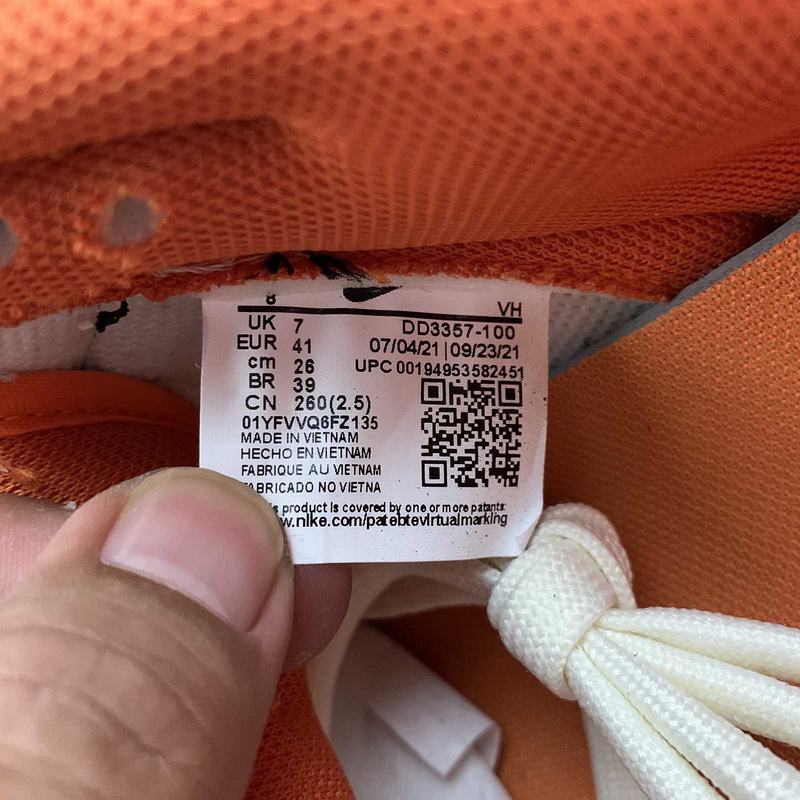 8
VH
UK 7
DD3357-100
EUR 41
07/04/21 | 09/23/21
cm 26
UPC 00194953582451
BR 39
CN 260(2.5)
01YFVVQ6FZ135
MADE IN VIETNAM
HECHO EN VIETNAM
FABRIQUE AU VIETNAM
FABRICADO NO VIETNA
is product is covered by one or more patents:
w.nike.com/patebtevirtualmarking